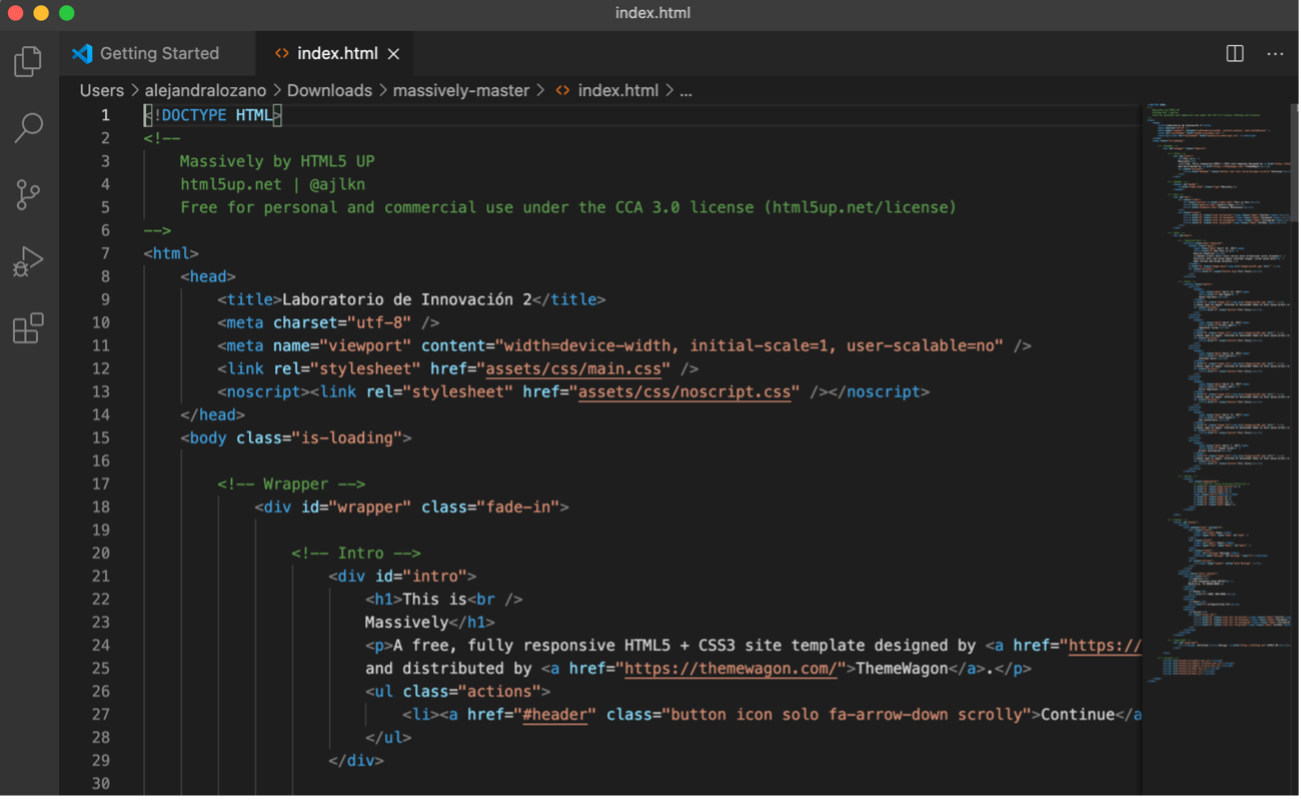 index.html
Getting Started
index.html
Users > alejandralozano > Downloads > massively-master > <> index.html > ...
1 <!DOCTYPE HTML>
2 <!--
3 Massively by HTML5 UP
4 html5up.net | @ajlkn
5 Free for personal and commercial use under the CCA 3.0 license (html5up.net/license)
6 -->
7 <html>
8 <head>
9 <title>Laboratorio de Innovación 2</title>
10 <meta charset="utf-8" />
11 <meta name="viewport" content="width=device-width, initial-scale=1, user-scalable=no" />
12 <link rel="stylesheet" href="assets/css/main.css" />
13 <noscript><link rel="stylesheet" href="assets/css/noscript.css" /></noscript>
14 </head>
15 <body class="is-loading">
16
17 <!-- Wrapper -->
18 <div id="wrapper" class="fade-in">
19
20 <!-- Intro -->
21 <div id="intro">
22 <h1>This is<br />
23 Massively</h1>
24 <p>A free, fully responsive HTML5 + CSS3 site template designed by <a href="https://
25 and distributed by <a href="https://themewagon.com/">ThemeWagon</a>.</p>
26 <ul class="actions">
27 <li><a href="#header" class="button icon solo fa-arrow-down scrolly">Continue</a
28 </ul>
29 </div>
30